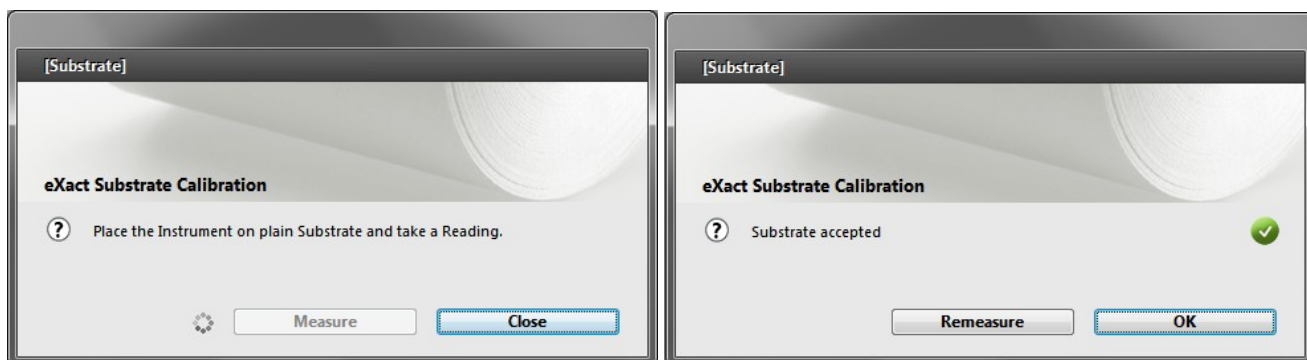 [Substrate]
eXact Substrate Calibration
? Place the Instrument on plain Substrate and take a Reading.
Measure Close
[Substrate]
eXact Substrate Calibration
? Substrate accepted
Remeasure OK